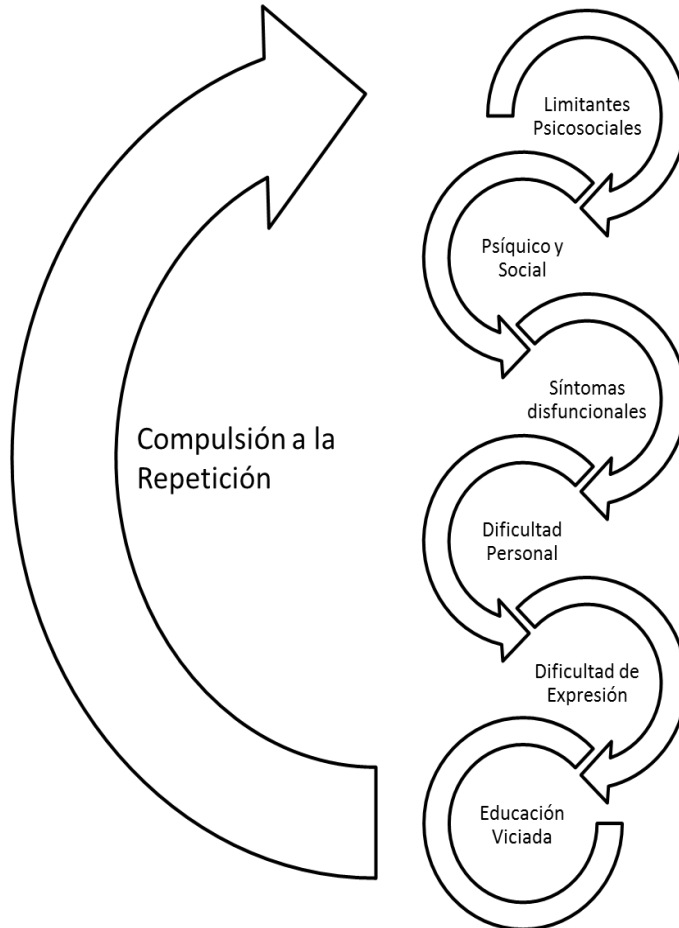 Limitantes
Psicosociales
Psíquico y
Social
Síntomas
disfuncionales
Compulsión a la
Repetición
Dificultad
Personal
Dificultad de
Expresión
Educación
Viciada